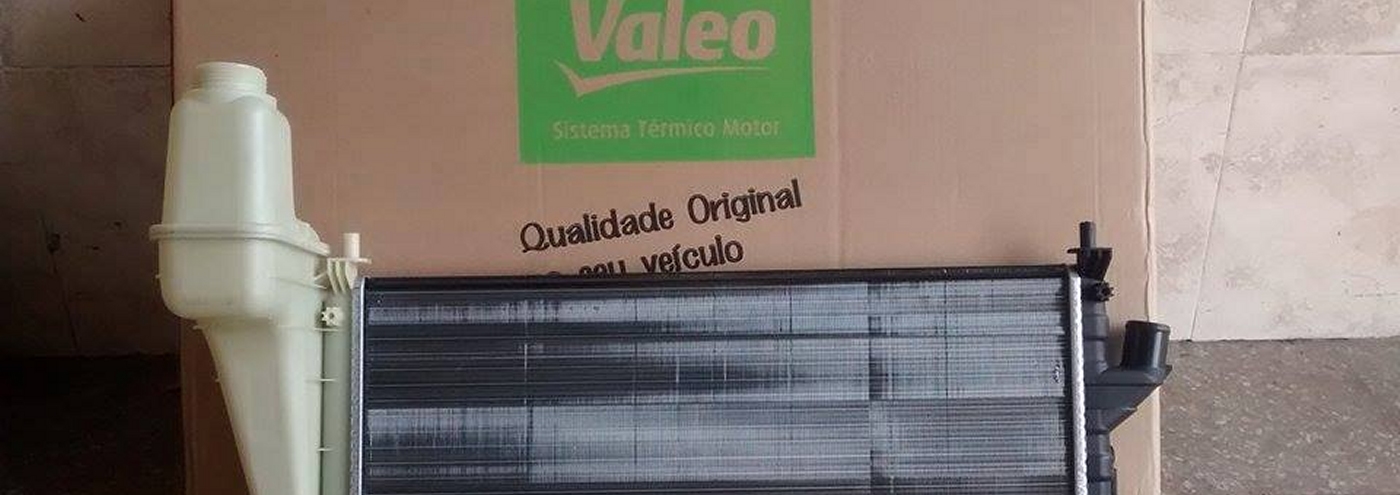 Valeo
Sistema Térmico Motor
Qualidade Original
seu veículo